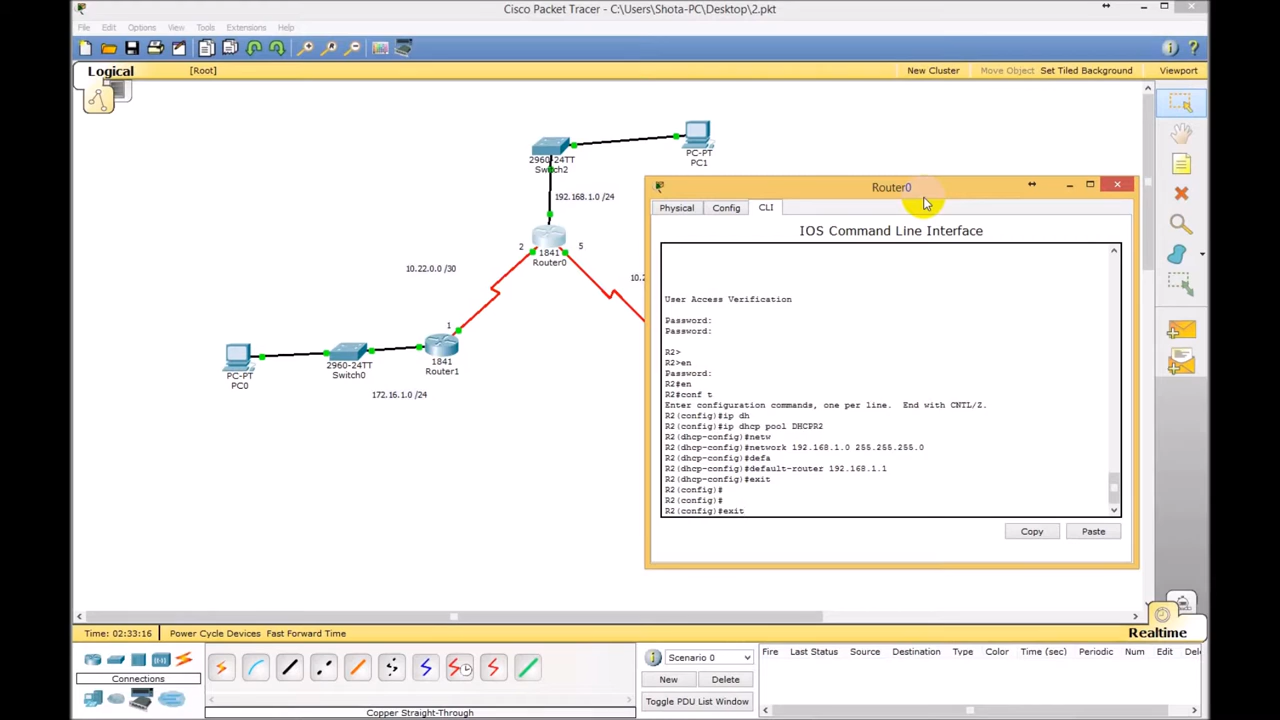 Cisco Packet Tracer - C:\Users\Shota-PC\Desktop\2.pkt
File Edit Options View Tools Extensions Help
Logical
[Root]
New Cluster
Move Object
Set Tiled Background
Viewport
2960-24TT
Switch2
PC-PT
PC1
192.168.1.0 /24
2
5
1841
Router0
10.22.0.0 /30
1
1841
Router1
2960-24TT
Switch0
PC-PT
PC0
172.16.1.0 /24
Router0
Physical Config CLI
IOS Command Line Interface
User Access Verification
Password:
Password:
R2>
R2>en
Password:
R2#en
R2#conf t
Enter configuration commands, one per line.  End with CNTL/Z.
R2(config)#ip dh
R2(config)#ip dhcp pool DHCPR2
R2(dhcp-config)#netw
R2(dhcp-config)#network 192.168.1.0 255.255.255.0
R2(dhcp-config)#defa
R2(dhcp-config)#default-router 192.168.1.1
R2(dhcp-config)#exit
R2(config)#
R2(config)#
R2(config)#exit
Copy
Paste
Time: 02:33:16 Power Cycle Devices Fast Forward Time
Realtime
Connections
Copper Straight-Through
Scenario 0
New
Delete
Toggle PDU List Window
Fire Last Status Source Destination Type Color Time (sec) Periodic Num Edit